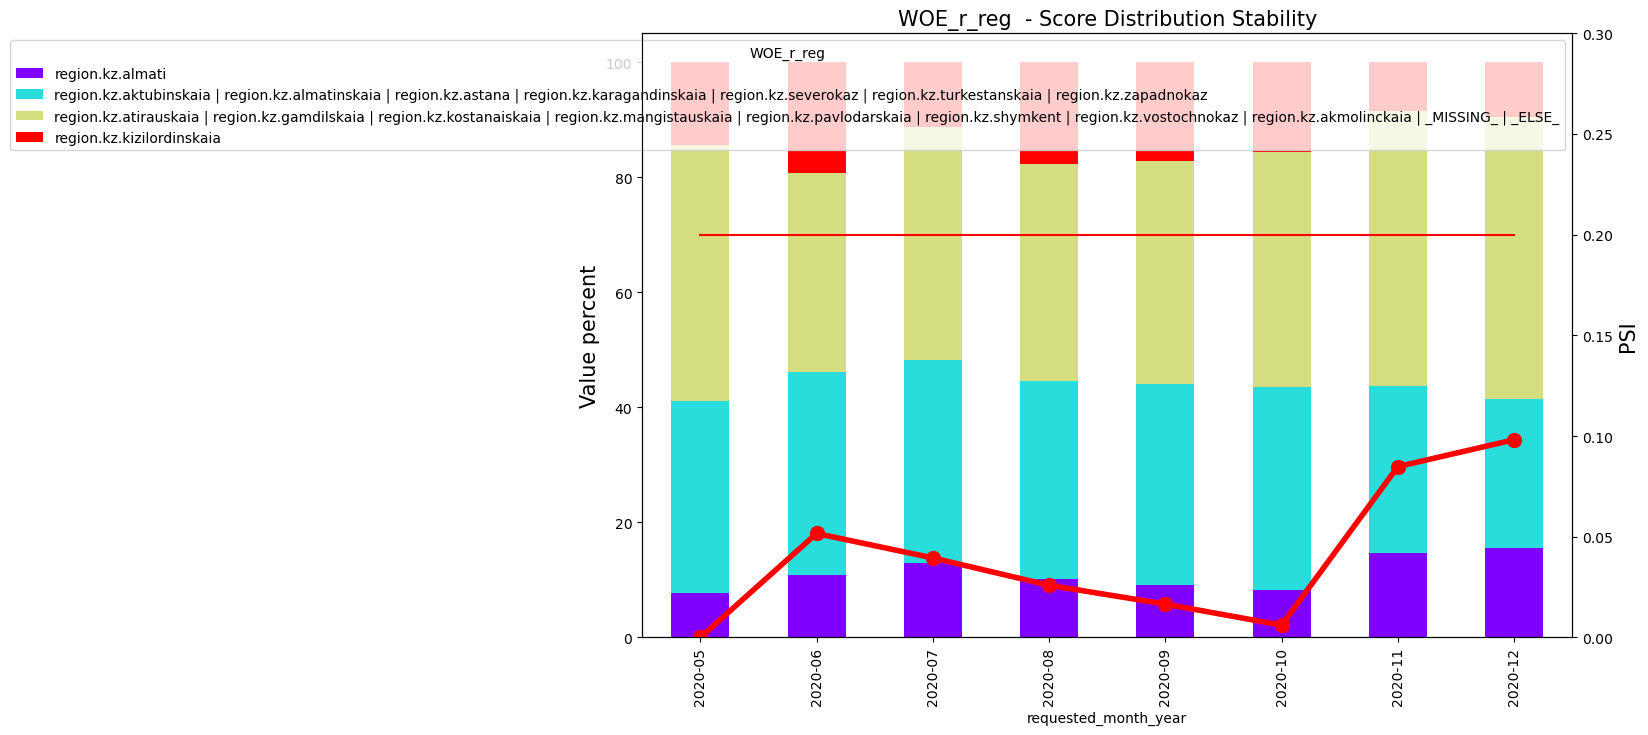 WOE_r_reg - Score Distribution Stability
WOE_r_reg
region.kz.almati
region.kz.aktubinskaia | region.kz.almatinskaia | region.kz.astana | region.kz.karagandinskaia | region.kz.severokaz | region.kz.turkestanskaia | region.kz.zapadnokaz
region.kz.atirauskaia | region.kz.gamdilskaia | region.kz.kostanaiskaia | region.kz.mangistauskaia | region.kz.pavlodarskaia | region.kz.shymkent | region.kz.vostochnokaz | region.kz.akmolinckaia | _MISSING_ | _ELSE_
region.kz.kizilordinskaia
100
80
60
40
20
0
Value percent
0.30
0.25
0.20
0.15
0.10
0.05
0.00
PSI
2020-05
2020-06
2020-07
2020-08
2020-09
2020-10
2020-11
2020-12
requested_month_year